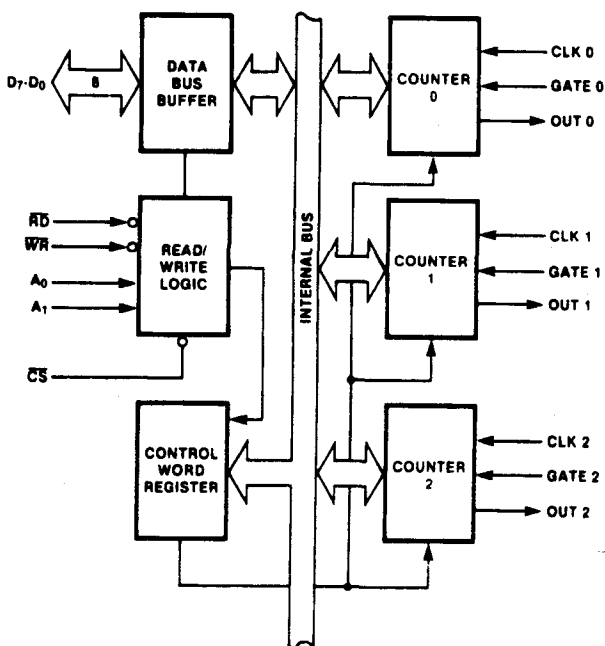 D7-D0
8
DATA
BUS
BUFFER
RD
WR
A0
A1
CS
READ/
WRITE
LOGIC
CONTROL
WORD
REGISTER
INTERNAL BUS
COUNTER
0
CLK 0
GATE 0
OUT 0
COUNTER
1
CLK 1
GATE 1
OUT 1
COUNTER
2
CLK 2
GATE 2
OUT 2